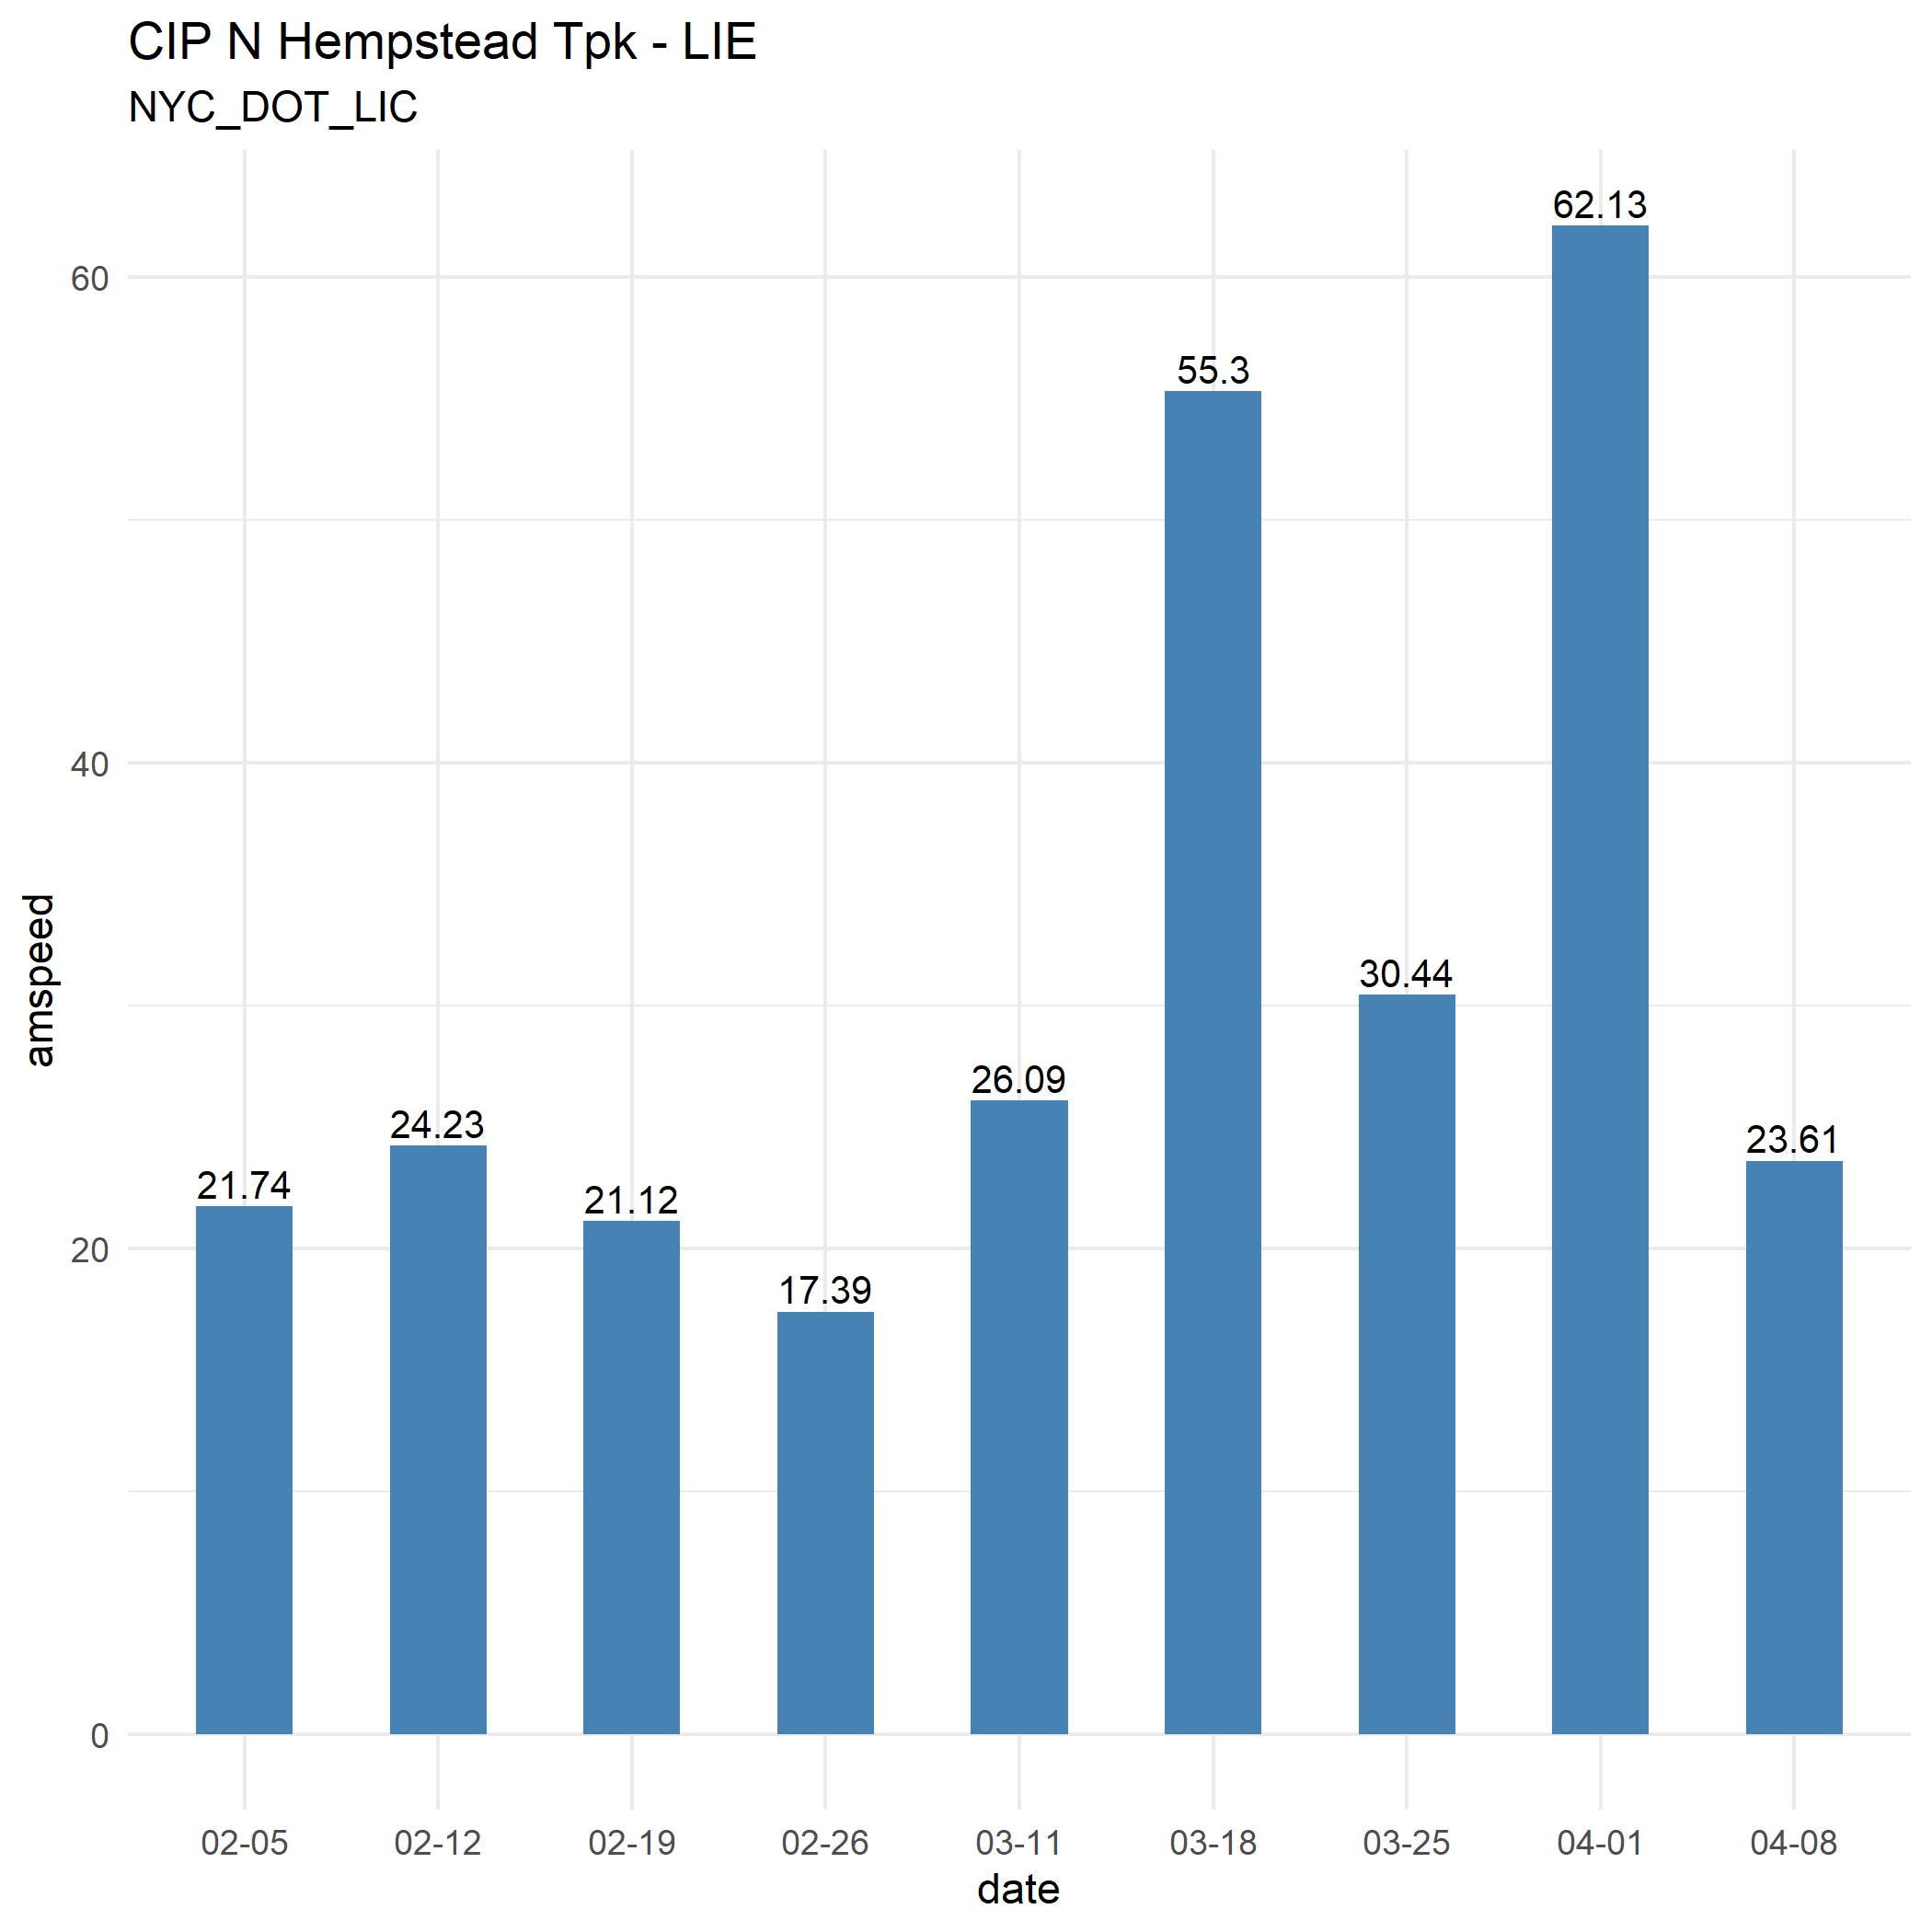 CIP N Hempstead Tpk - LIE
NYC_DOT_LIC
62.13
60
55.3
40
amspeed
30.44
26.09
24.23
23.61
21.74
21.12
20
17.39
0
02-05 02-12 02-19 02-26 03-11 03-18 03-25 04-01 04-08
date